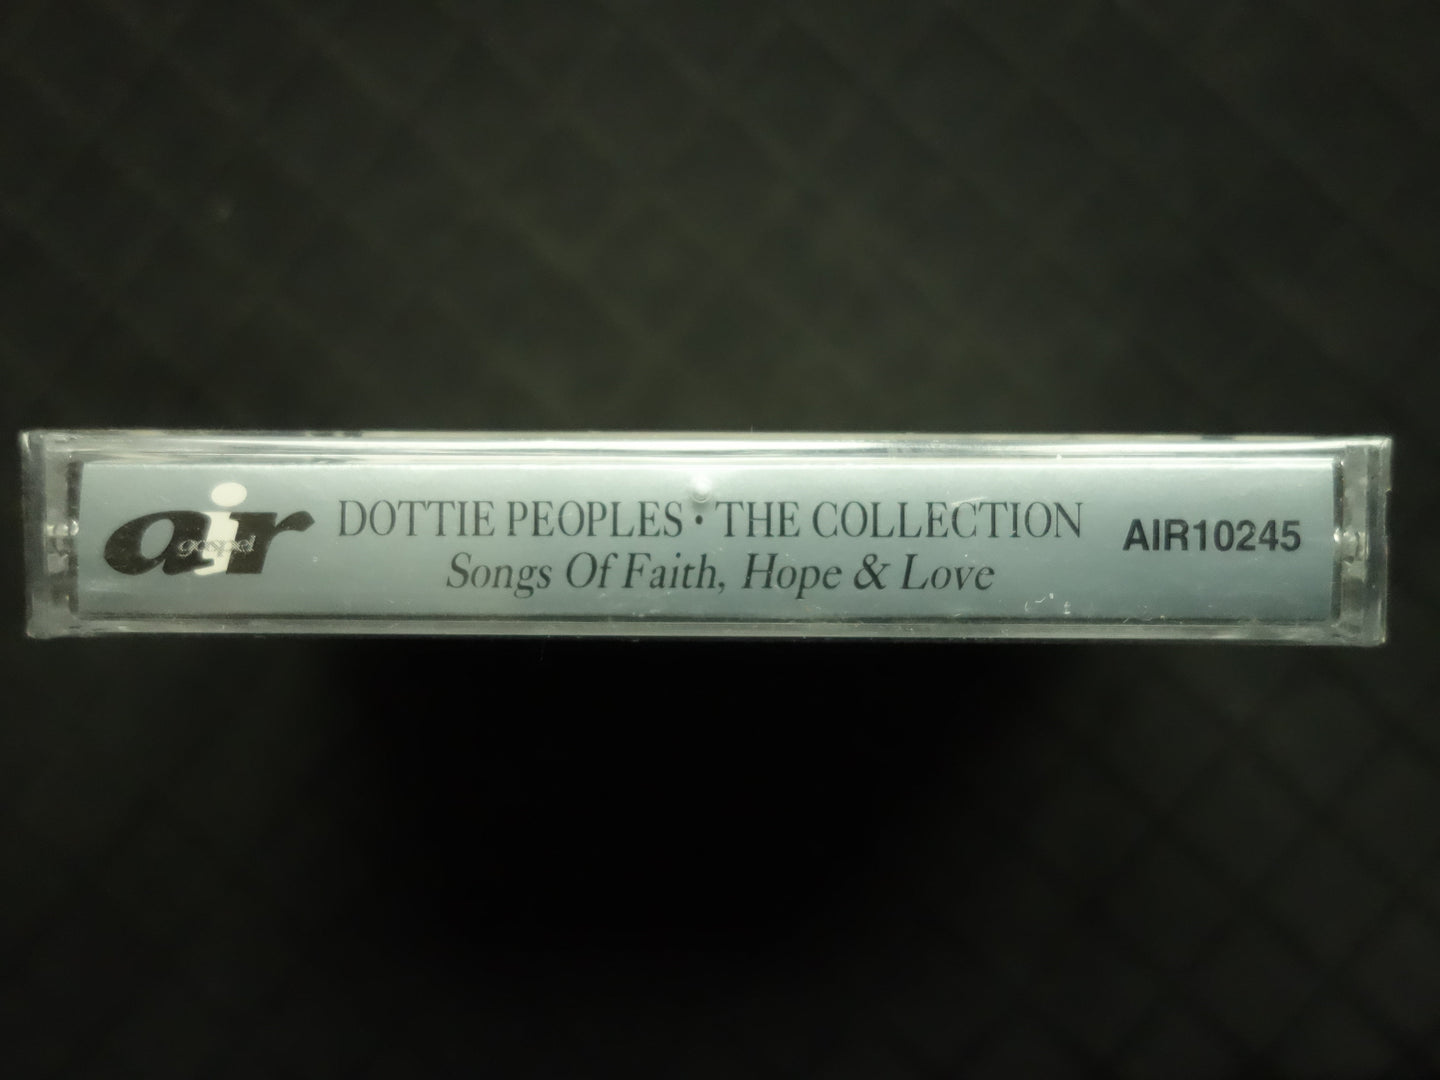 air
gospel
DOTTIE PEOPLES • THE COLLECTION
Songs Of Faith, Hope & Love
AIR10245